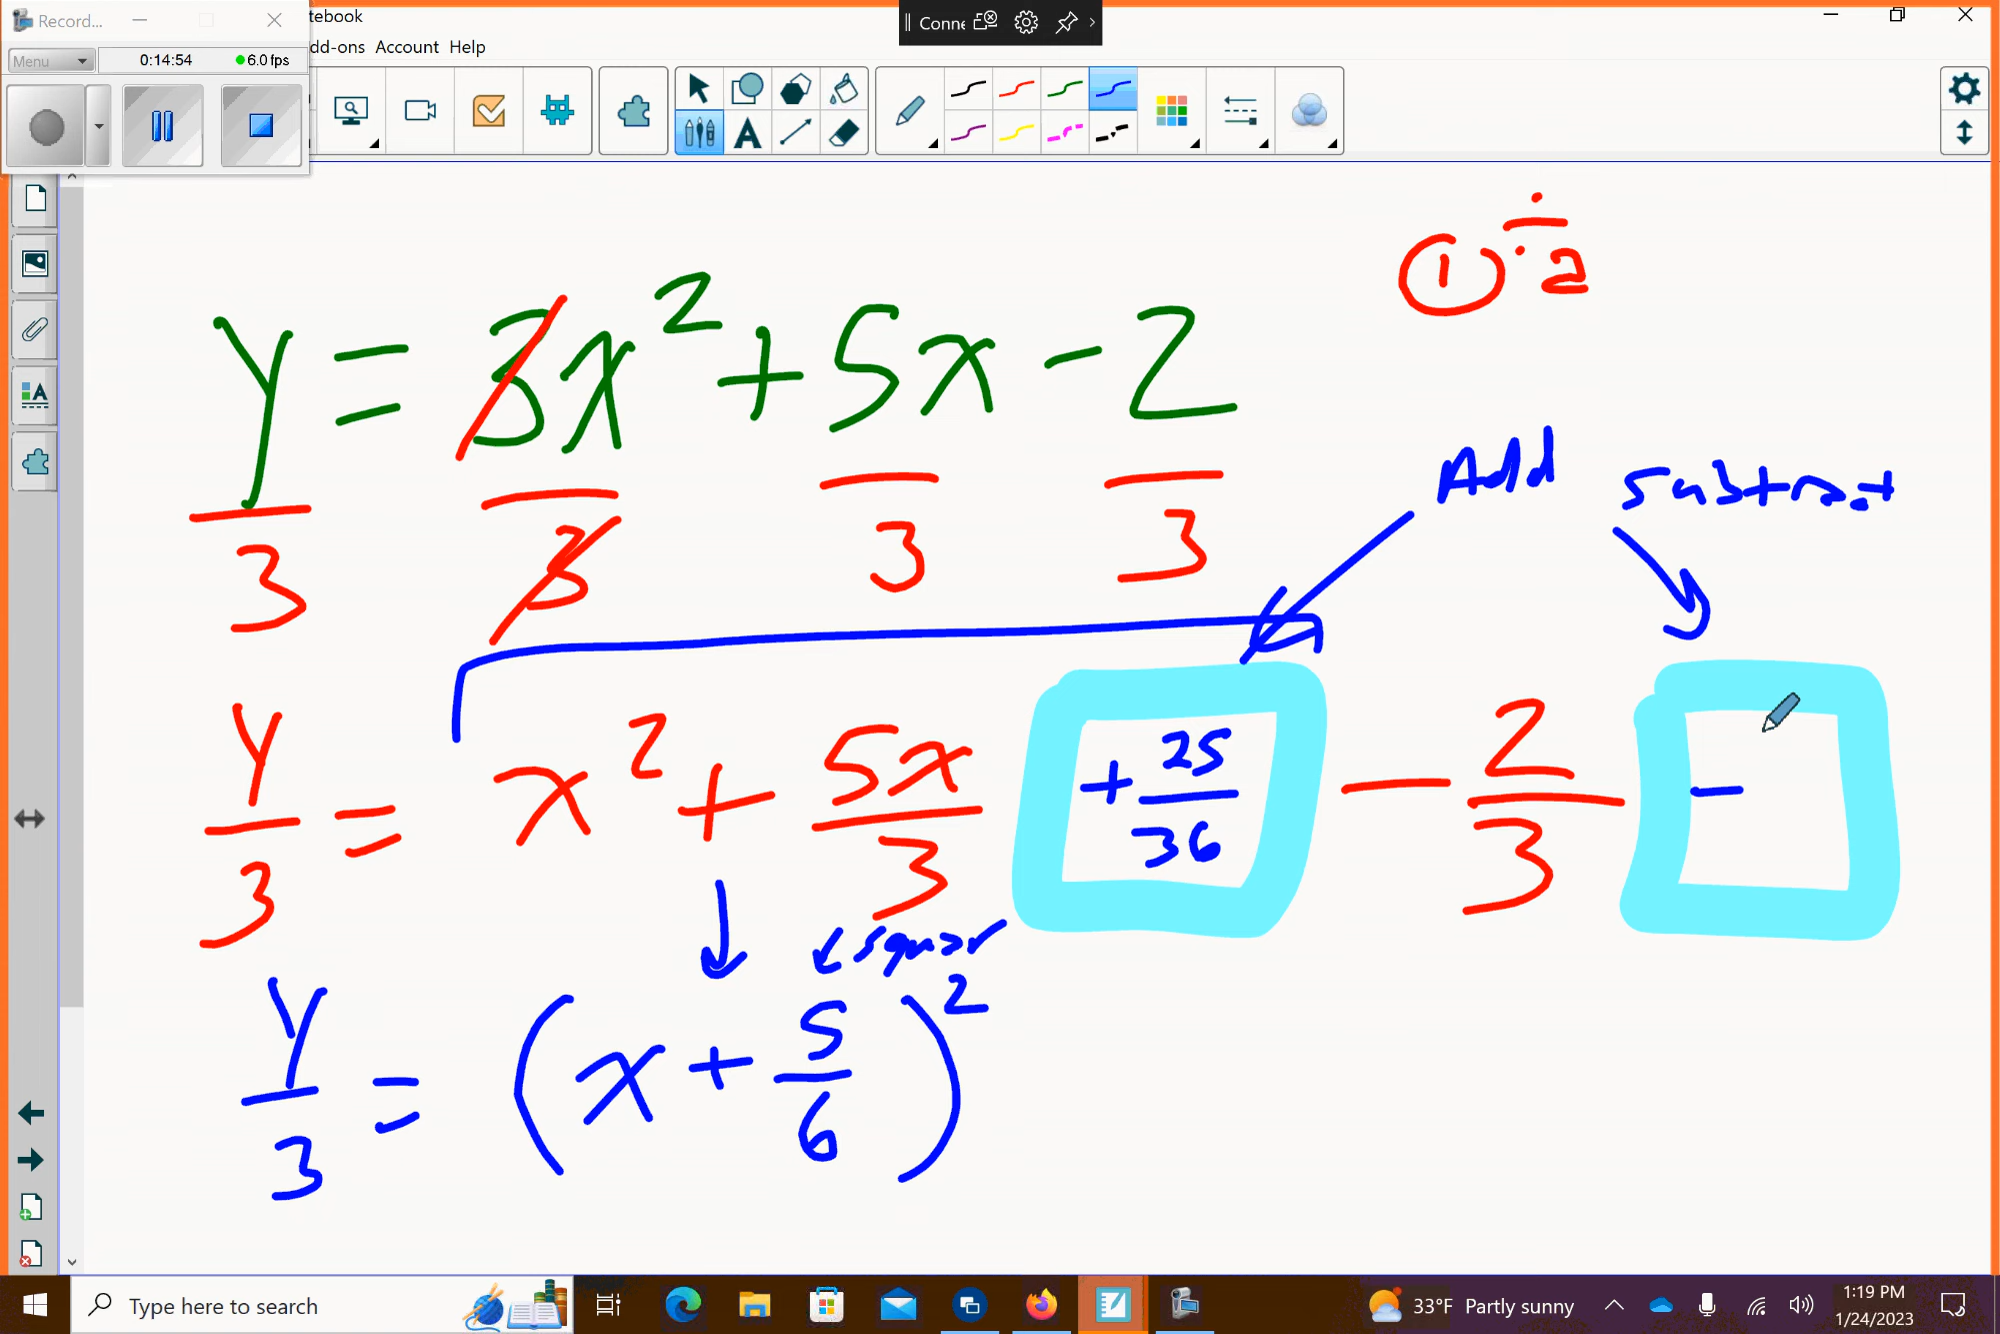 Record...
tebook
Conne
dd-ons Account Help
Menu 0:14:54 6.0 fps
A
A
① ÷ a
y = 3x² + 5x - 2
3 3 3 3
Add subtract
y/3 = x² + 5x/3 + 25/36 - 2/3 -
square
y/3 = (x + 5/6)²
Type here to search
33°F Partly sunny
1:19 PM
1/24/2023